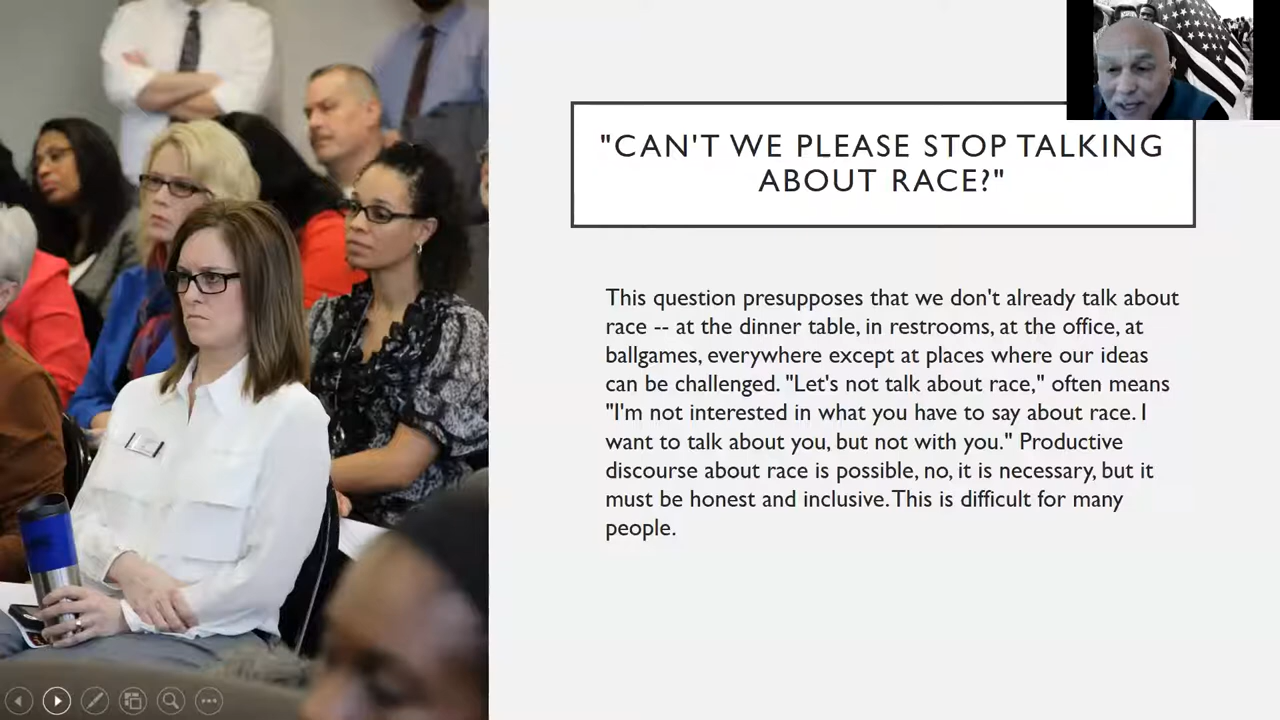 "CAN'T WE PLEASE STOP TALKING
ABOUT RACE?"
This question presupposes that we don't already talk about
race -- at the dinner table, in restrooms, at the office, at
ballgames, everywhere except at places where our ideas
can be challenged. "Let's not talk about race," often means
"I'm not interested in what you have to say about race. I
want to talk about you, but not with you." Productive
discourse about race is possible, no, it is necessary, but it
must be honest and inclusive. This is difficult for many
people.